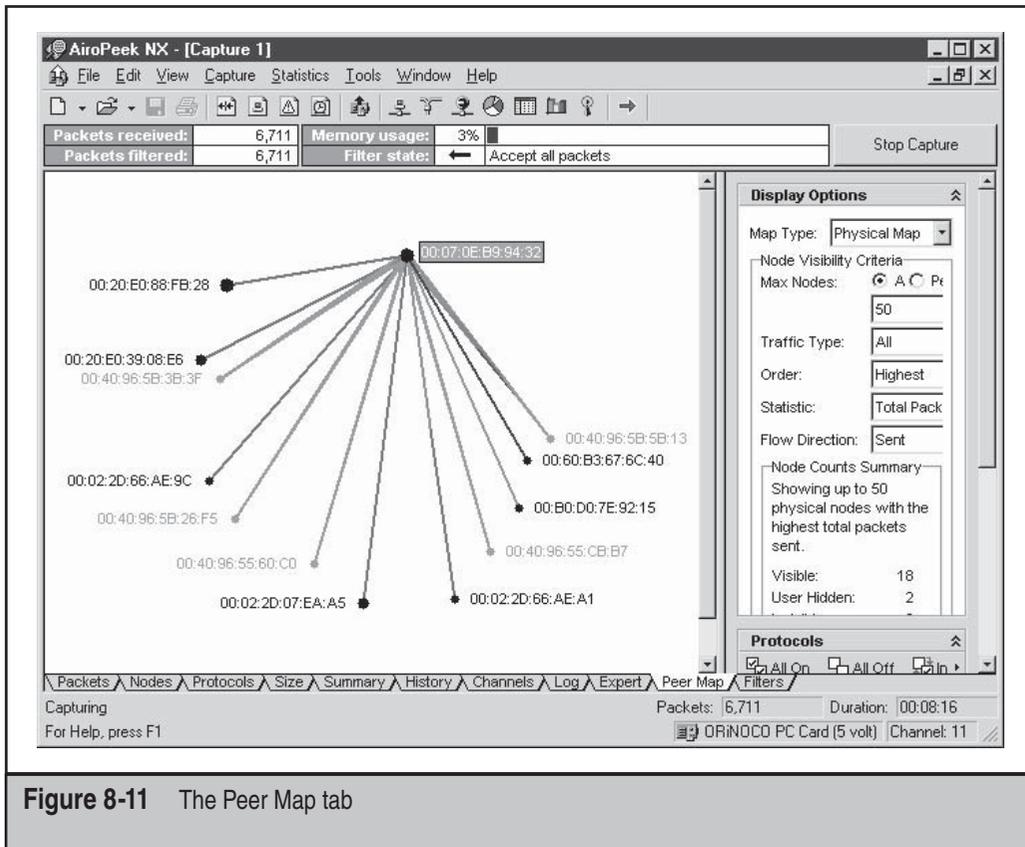 AiroPeek NX - [Capture 1]
File Edit View Capture Statistics Tools Window Help
Packets received: 6,711 Memory usage: 3%
Packets filtered: 6,711 Filter state: Accept all packets
Stop Capture
00:07:0E:B9:94:32
00:20:E0:88:FB:28
00:20:E0:39:08:E6
00:40:96:5B:3B:3F
00:40:96:5B:5B:13
00:60:B3:67:6C:40
00:02:2D:66:AE:9C
00:B0:D0:7E:92:15
00:40:96:5B:26:F5
00:40:96:55:CB:B7
00:40:96:55:60:C0
00:02:2D:07:EA:A5
00:02:2D:66:AE:A1
Display Options
Map Type: Physical Map
Node Visibility Criteria
Max Nodes: A Pe
50
Traffic Type: All
Order: Highest
Statistic: Total Pack
Flow Direction: Sent
Node Counts Summary
Showing up to 50
physical nodes with the
highest total packets
sent.
Visible: 18
User Hidden: 2
Protocols
All On All Off In
Packets Nodes Protocols Size Summary History Channels Log Expert Peer Map Filters
Capturing Packets: 6,711 Duration: 00:08:16
For Help, press F1 ORiNOCO PC Card (5 volt) Channel: 11
Figure 8-11 The Peer Map tab